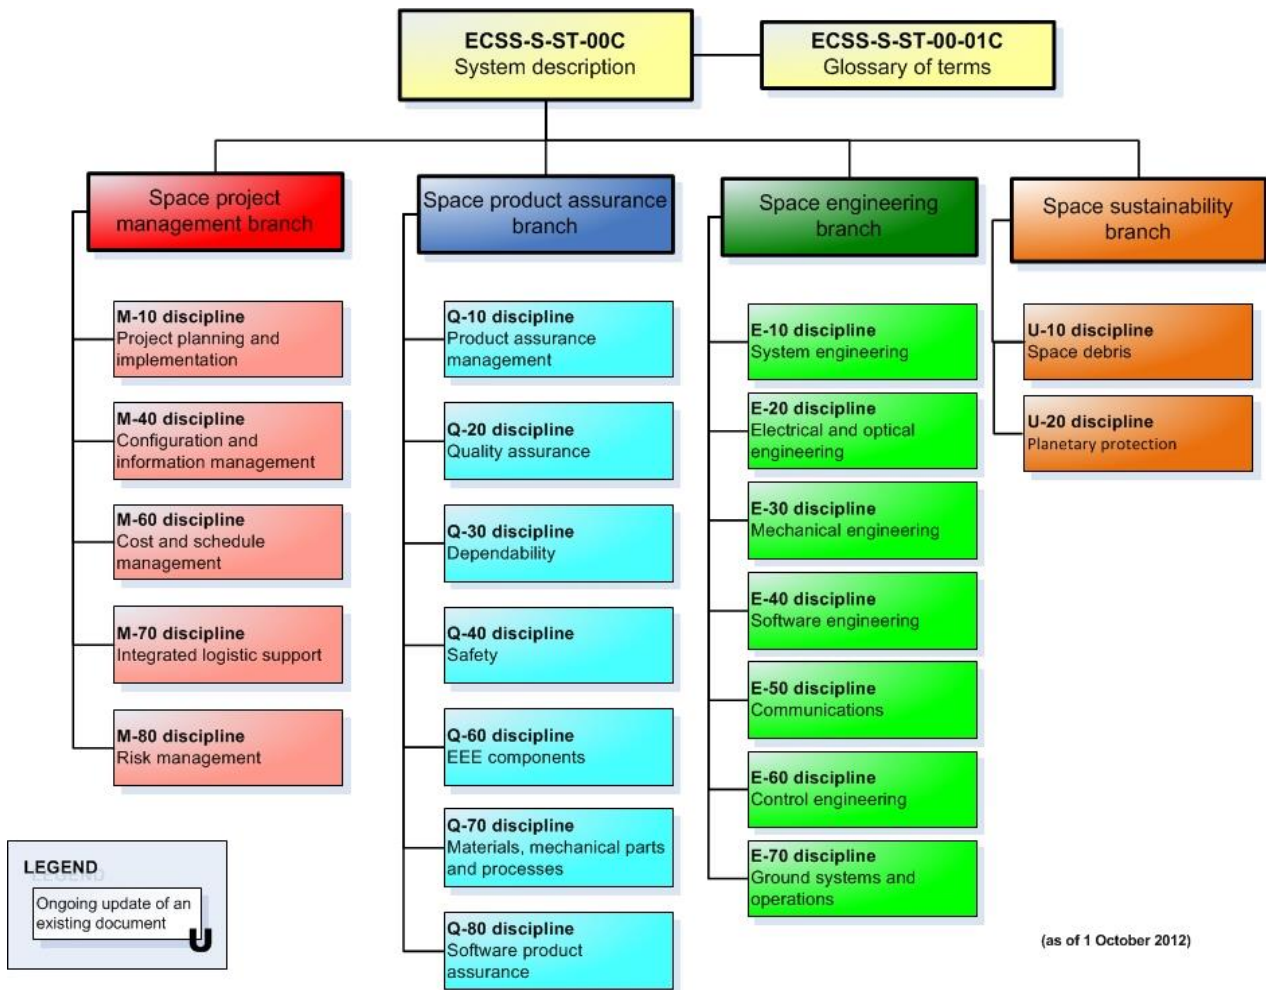 ECSS-S-ST-00C
System description
ECSS-S-ST-00-01C
Glossary of terms
Space project
management branch
M-10 discipline
Project planning and
implementation
M-40 discipline
Configuration and
information management
M-60 discipline
Cost and schedule
management
M-70 discipline
Integrated logistic support
M-80 discipline
Risk management
Space product assurance
branch
Q-10 discipline
Product assurance
management
Q-20 discipline
Quality assurance
Q-30 discipline
Dependability
Q-40 discipline
Safety
Q-60 discipline
EEE components
Q-70 discipline
Materials, mechanical parts
and processes
Q-80 discipline
Software product
assurance
Space engineering
branch
E-10 discipline
System engineering
E-20 discipline
Electrical and optical
engineering
E-30 discipline
Mechanical engineering
E-40 discipline
Software engineering
E-50 discipline
Communications
E-60 discipline
Control engineering
E-70 discipline
Ground systems and
operations
Space sustainability
branch
U-10 discipline
Space debris
U-20 discipline
Planetary protection
LEGEND
Ongoing update of an
existing document
U
(as of 1 October 2012)